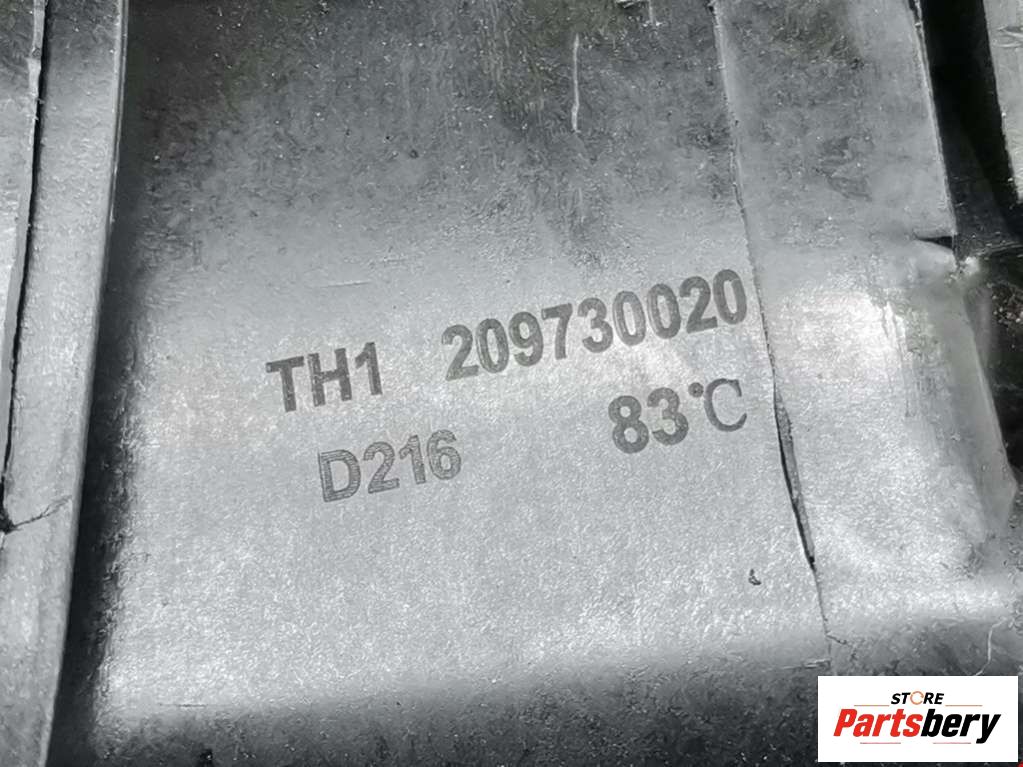 TH1 209730020
D216 83℃
STORE
Partsbery